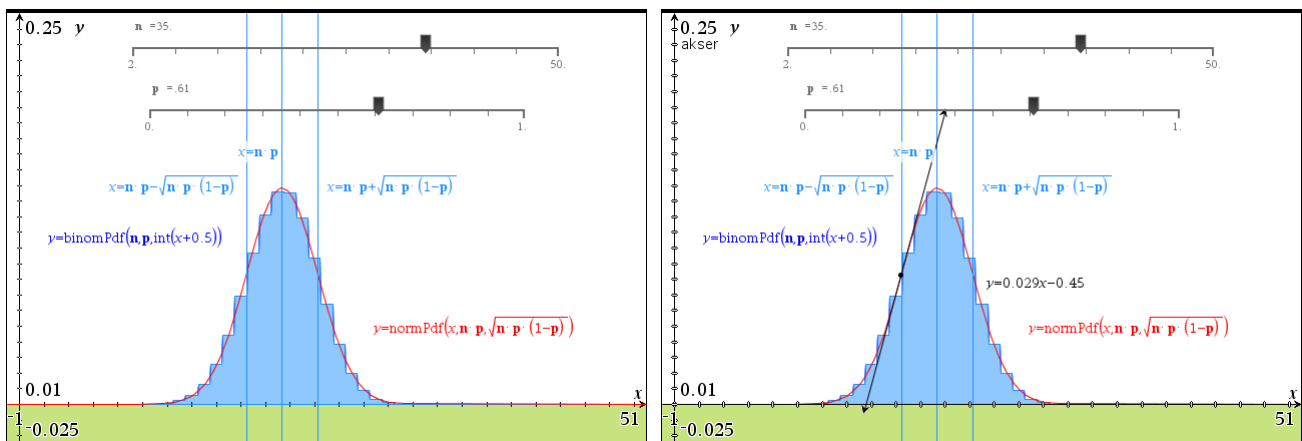 0.25 y
n =35.
2. 50.
p =.61
0. 1.
x=n·p
x=n·p−√(n·p·(1−p))
x=n·p+√(n·p·(1−p))
y=binomPdf(n,p,int(x+0.5))
y=normPdf(x,n·p,√(n·p·(1−p)))
0.01
x
-1
51
-0.025
0.25 y
akser
n =35.
2. 50.
p =.61
0. 1.
x=n·p
x=n·p−√(n·p·(1−p))
x=n·p+√(n·p·(1−p))
y=binomPdf(n,p,int(x+0.5))
y=0.029x−0.45
y=normPdf(x,n·p,√(n·p·(1−p)))
0.01
x
-1
51
-0.025